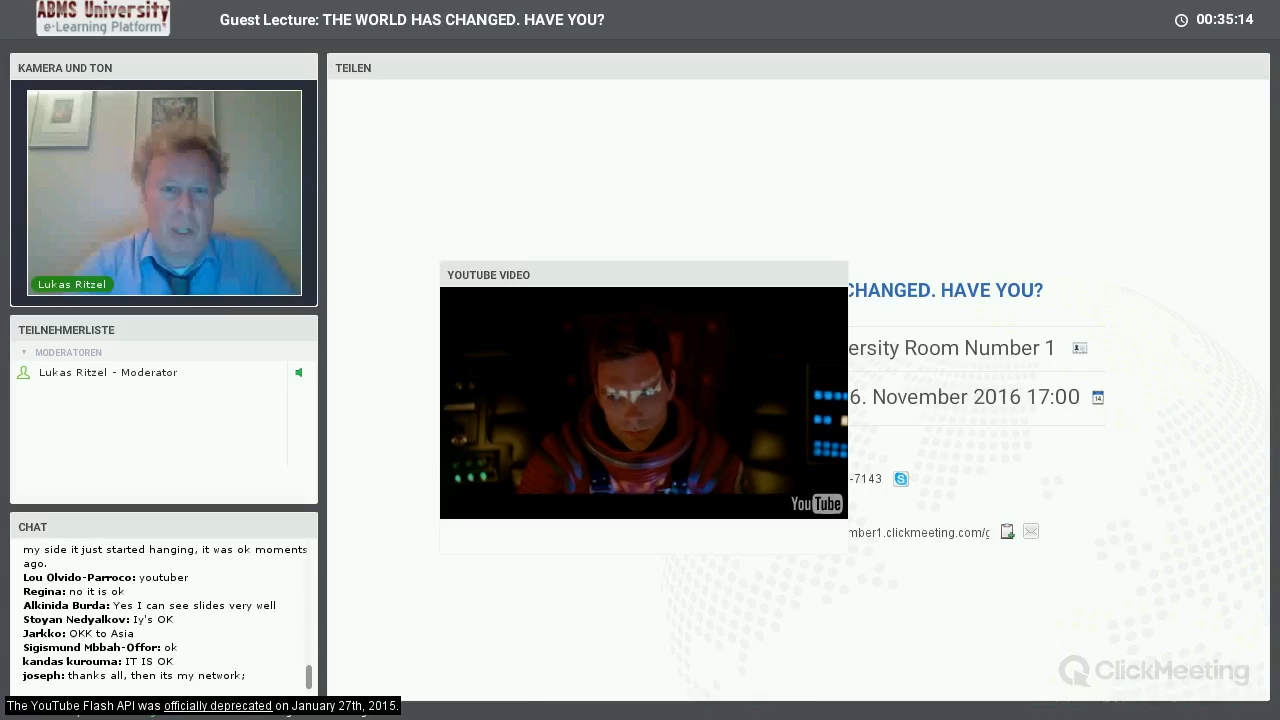 ABMS University
e-Learning Platform
Guest Lecture: THE WORLD HAS CHANGED. HAVE YOU?
00:35:14
KAMERA UND TON
Lukas Ritzel
TEILNEHMERLISTE
MODERATOREN
Lukas Ritzel - Moderator
CHAT
my side it just started hanging, it was ok moments
ago.
Lou Olvido-Parroco: youtuber
Regina: no it is ok
Alkinida Burda: Yes I can see slides very well
Stoyan Nedyalkov: Iy's OK
Jarkko: OKK to Asia
Sigismund Mbbah-Offor: ok
kandas kurouma: IT IS OK
joseph: thanks all, then its my network;
The YouTube Flash API was officially deprecated on January 27th, 2015.
TEILEN
YOUTUBE VIDEO
YouTube
CHANGED. HAVE YOU?
ersity Room Number 1
6. November 2016 17:00
14
-7143
mber1.clickmeeting.com/g
ClickMeeting